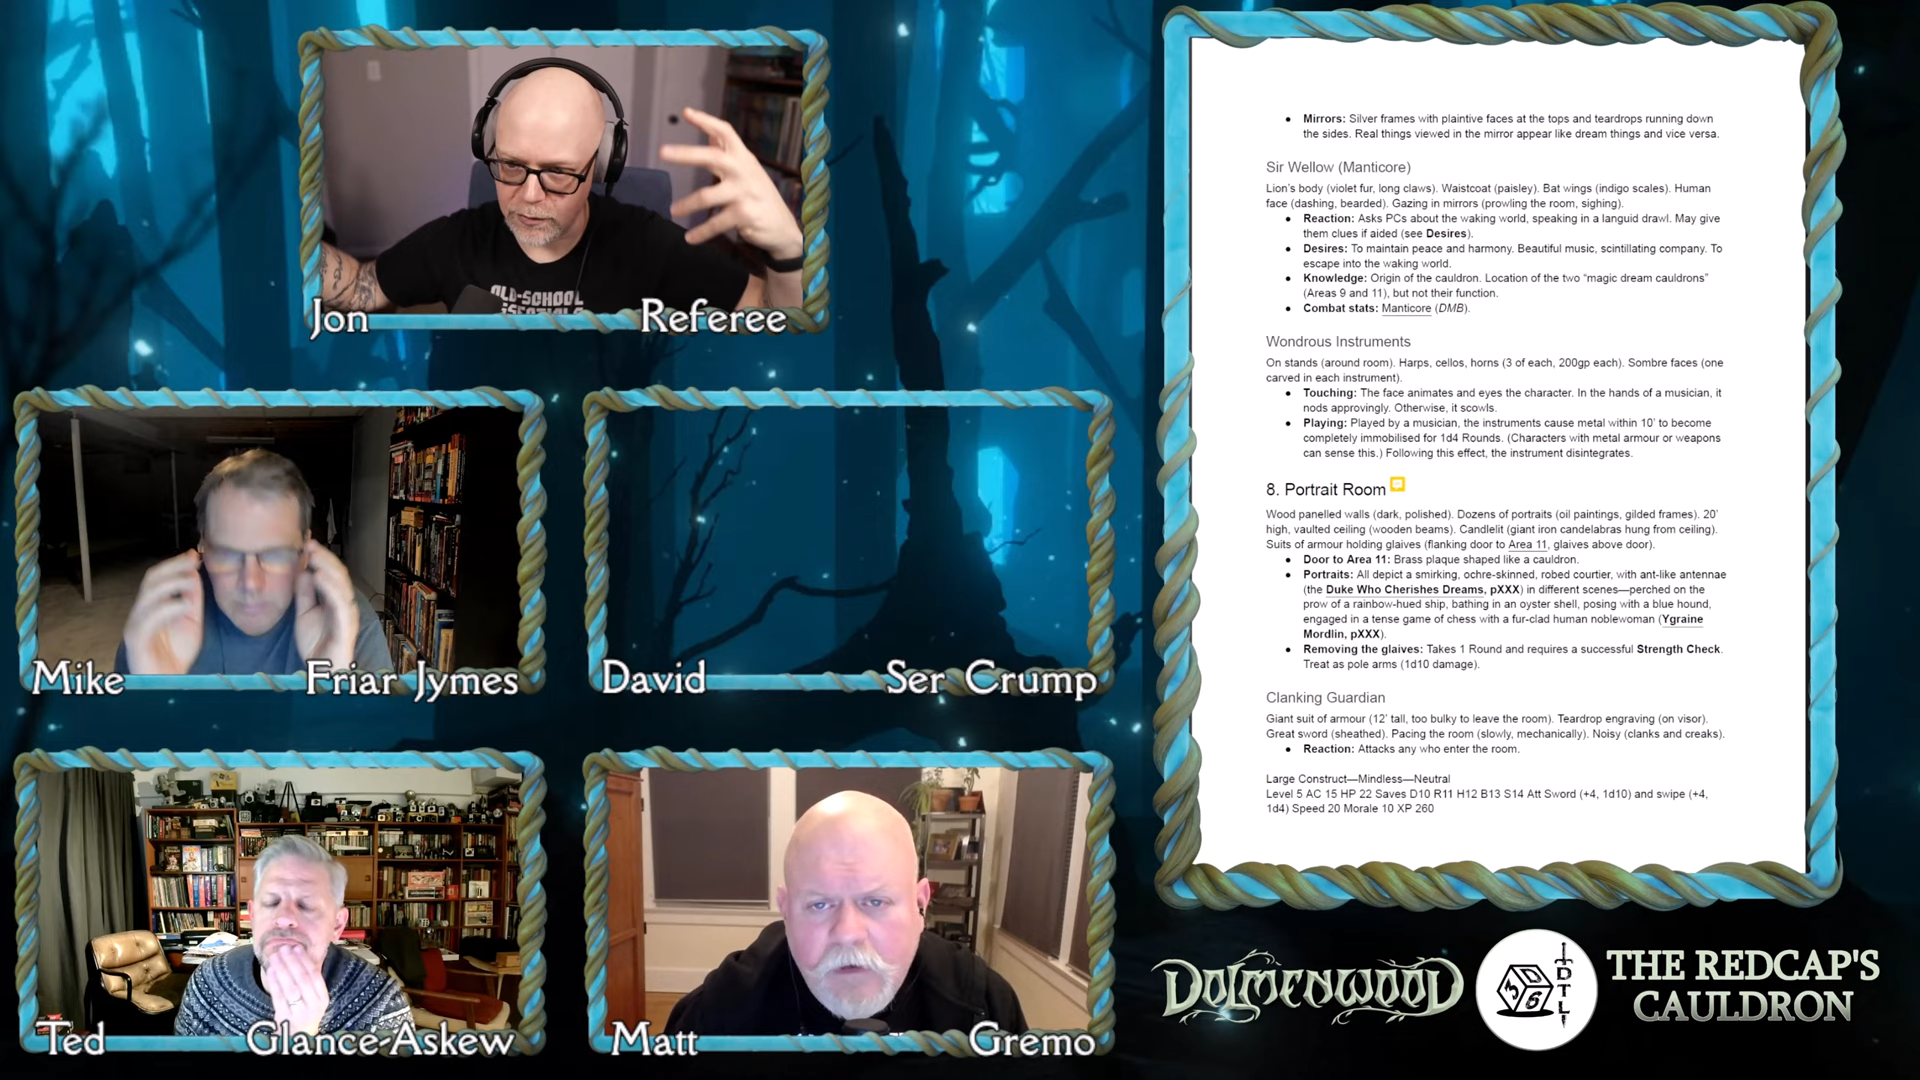 Jon Referee
OLD-SCHOOL
ESSENTIALS
Mike Friar Jymes
David Ser Crump
Ted Glance-Askew
Matt Gremo
• Mirrors: Silver frames with plaintive faces at the tops and teardrops running down
the sides. Real things viewed in the mirror appear like dream things and vice versa.
Sir Wellow (Manticore)
Lion's body (violet fur, long claws). Waistcoat (paisley). Bat wings (indigo scales). Human
face (dashing, bearded). Gazing in mirrors (prowling the room, sighing).
• Reaction: Asks PCs about the waking world, speaking in a languid drawl. May give
them clues if aided (see Desires).
• Desires: To maintain peace and harmony. Beautiful music, scintillating company. To
escape into the waking world.
• Knowledge: Origin of the cauldron. Location of the two “magic dream cauldrons”
(Areas 9 and 11), but not their function.
• Combat stats: Manticore (DMB).
Wondrous Instruments
On stands (around room). Harps, cellos, horns (3 of each, 200gp each). Sombre faces (one
carved in each instrument).
• Touching: The face animates and eyes the character. In the hands of a musician, it
nods approvingly. Otherwise, it scowls.
• Playing: Played by a musician, the instruments cause metal within 10’ to become
completely immobilised for 1d4 Rounds. (Characters with metal armour or weapons
can sense this.) Following this effect, the instrument disintegrates.
8. Portrait Room
Wood panelled walls (dark, polished). Dozens of portraits (oil paintings, gilded frames). 20’
high, vaulted ceiling (wooden beams). Candlelit (giant iron candelabras hung from ceiling).
Suits of armour holding glaives (flanking door to Area 11, glaives above door).
• Door to Area 11: Brass plaque shaped like a cauldron.
• Portraits: All depict a smirking, ochre-skinned, robed courtier, with ant-like antennae
(the Duke Who Cherishes Dreams, pXXX) in different scenes—perched on the
prow of a rainbow-hued ship, bathing in an oyster shell, posing with a blue hound,
engaged in a tense game of chess with a fur-clad human noblewoman (Ygraine
Mordlin, pXXX).
• Removing the glaives: Takes 1 Round and requires a successful Strength Check.
Treat as pole arms (1d10 damage).
Clanking Guardian
Giant suit of armour (12’ tall, too bulky to leave the room). Teardrop engraving (on visor).
Great sword (sheathed). Pacing the room (slowly, mechanically). Noisy (clanks and creaks).
• Reaction: Attacks any who enter the room.
Large Construct—Mindless—Neutral
Level 5 AC 15 HP 22 Saves D10 R11 H12 B13 S14 Att Sword (+4, 1d10) and swipe (+4,
1d4) Speed 20 Morale 10 XP 260
DOLMENWOOD
3D6
DTL
THE REDCAP'S
CAULDRON